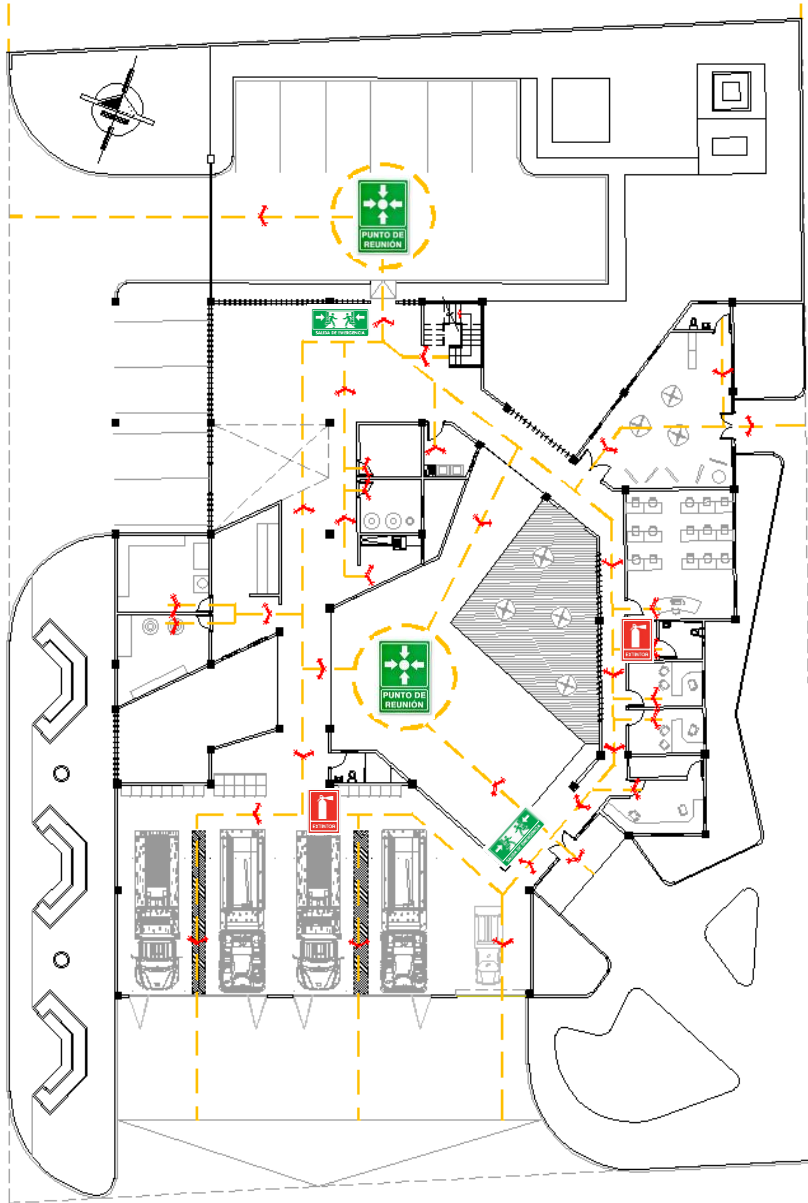 PUNTO DE
REUNIÓN
SALIDA DE EMERGENCIA
EXTINTOR
PUNTO DE
REUNIÓN
EXTINTOR